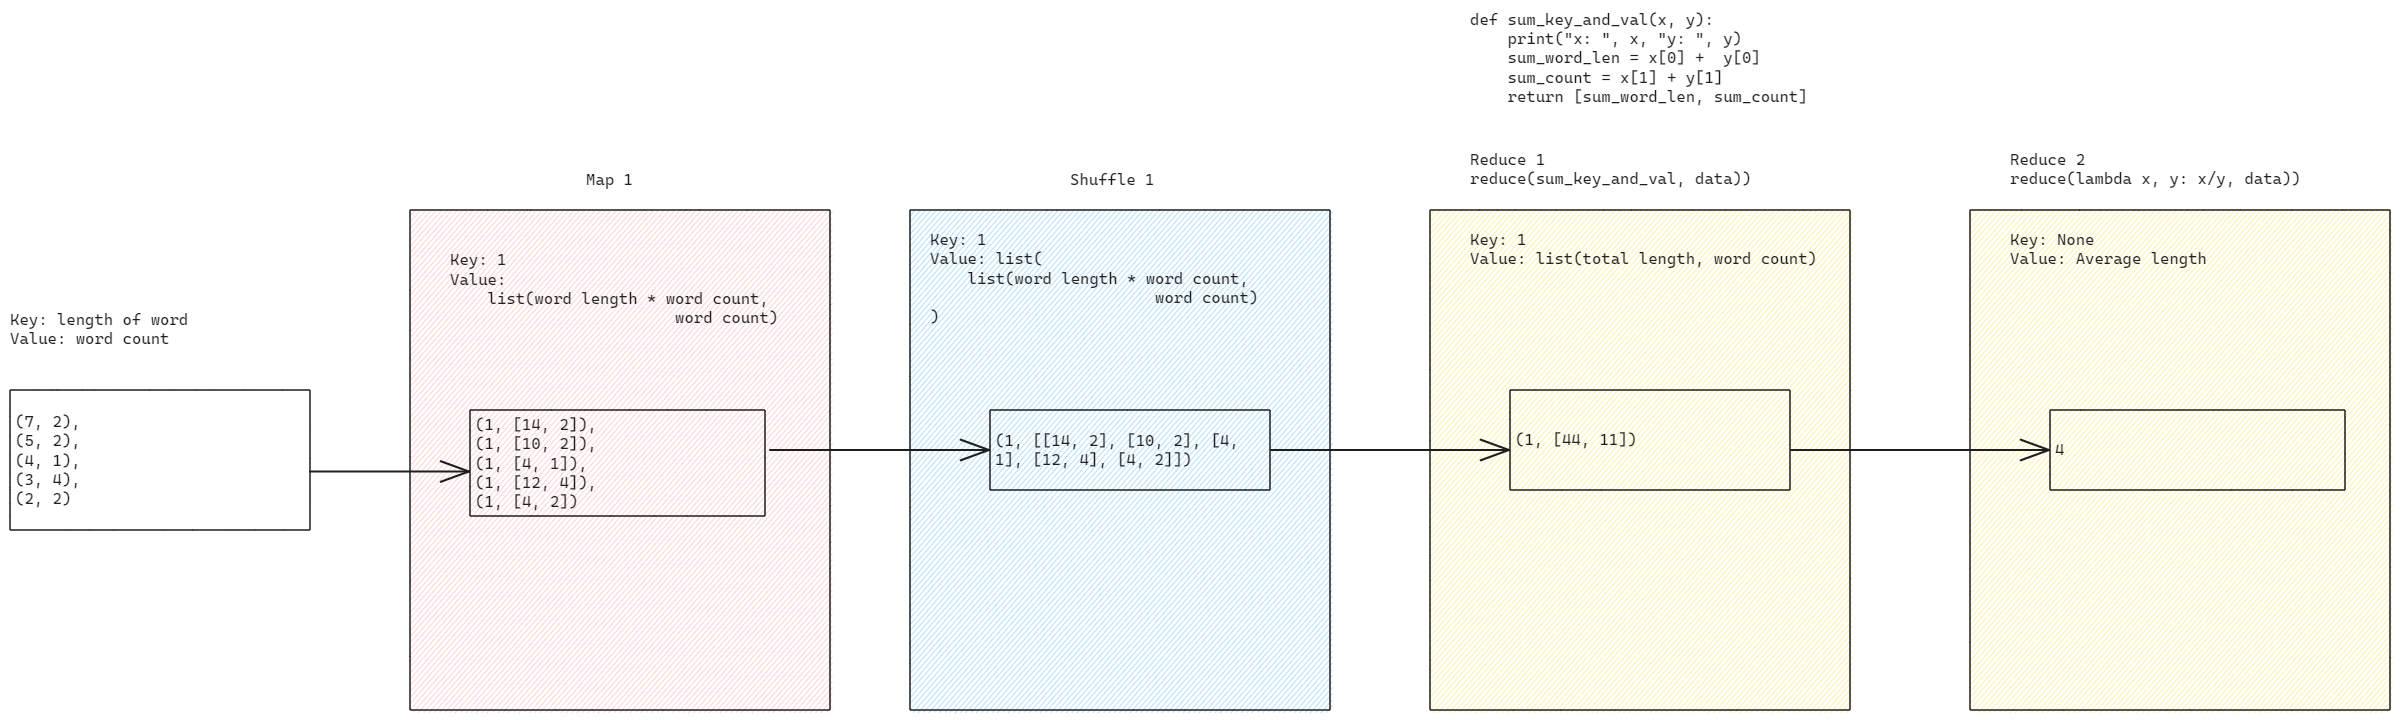 def sum_key_and_val(x, y):
    print("x: ", x, "y: ", y)
    sum_word_len = x[0] +  y[0]
    sum_count = x[1] + y[1]
    return [sum_word_len, sum_count]
Map 1
Shuffle 1
Reduce 1
reduce(sum_key_and_val, data))
Reduce 2
reduce(lambda x, y: x/y, data))
Key: length of word
Value: word count
(7, 2),
(5, 2),
(4, 1),
(3, 4),
(2, 2)
Key: 1
Value:
    list(word length * word count,
                        word count)
(1, [14, 2]),
(1, [10, 2]),
(1, [4, 1]),
(1, [12, 4]),
(1, [4, 2])
Key: 1
Value: list(
    list(word length * word count,
                        word count)
)
(1, [[14, 2], [10, 2], [4,
1], [12, 4], [4, 2]])
Key: 1
Value: list(total length, word count)
(1, [44, 11])
Key: None
Value: Average length
4